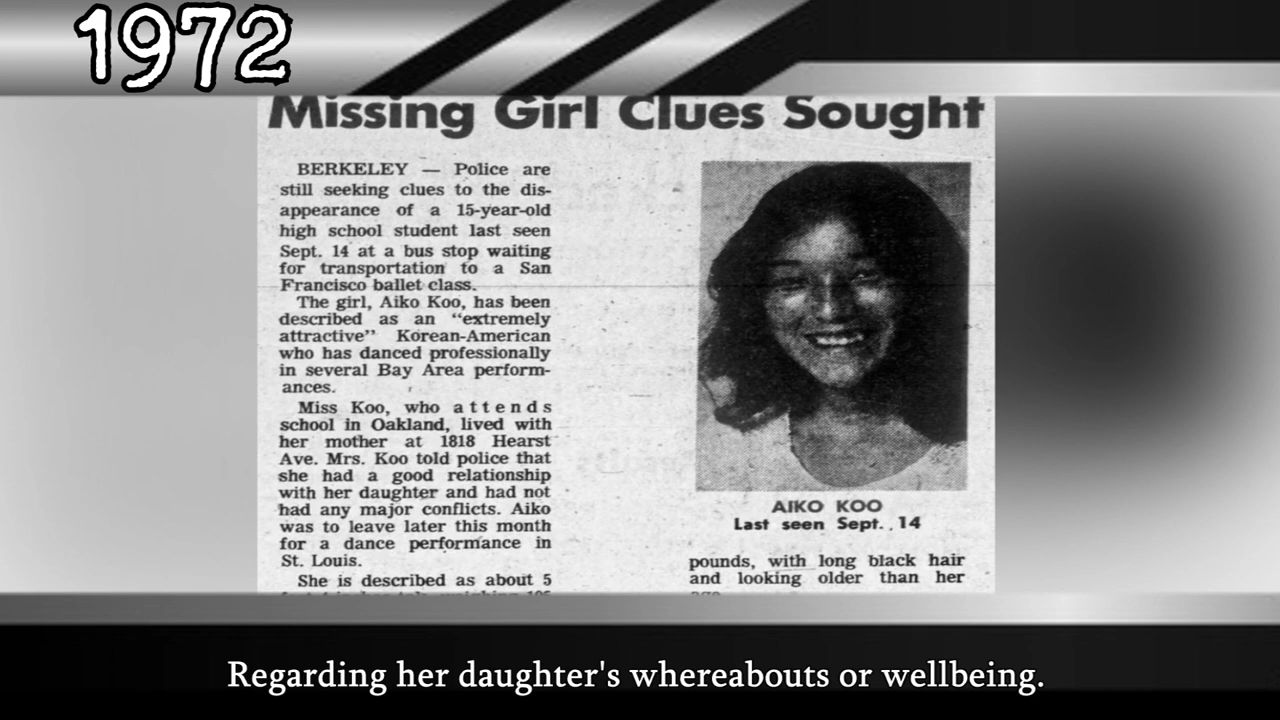 1972
Missing Girl Clues Sought
BERKELEY — Police are
still seeking clues to the dis-
appearance of a 15-year-old
high school student last seen
Sept. 14 at a bus stop waiting
for transportation to a San
Francisco ballet class.
The girl, Aiko Koo, has been
described as an “extremely
attractive” Korean-American
who has danced professionally
in several Bay Area perform-
ances.
Miss Koo, who attends
school in Oakland, lived with
her mother at 1818 Hearst
Ave. Mrs. Koo told police that
she had a good relationship
with her daughter and had not
had any major conflicts. Aiko
was to leave later this month
for a dance performance in
St. Louis.
She is described as about 5
AIKO KOO
Last seen Sept. 14
pounds, with long black hair
and looking older than her
Regarding her daughter's whereabouts or wellbeing.